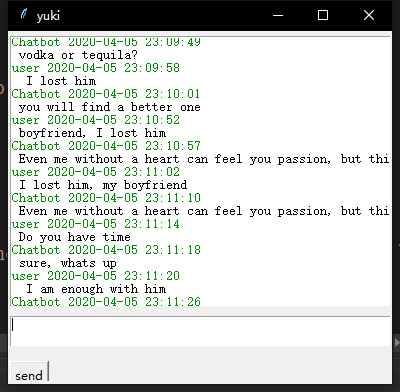 yuki
Chatbot 2020-04-05 23:09:49
vodka or tequila?
user 2020-04-05 23:09:58
I lost him
Chatbot 2020-04-05 23:10:01
you will find a better one
user 2020-04-05 23:10:52
boyfriend, I lost him
Chatbot 2020-04-05 23:10:57
Even me without a heart can feel you passion, but thi
user 2020-04-05 23:11:02
I lost him, my boyfriend
Chatbot 2020-04-05 23:11:10
Even me without a heart can feel you passion, but thi
user 2020-04-05 23:11:14
Do you have time
Chatbot 2020-04-05 23:11:18
sure, whats up
user 2020-04-05 23:11:20
I am enough with him
Chatbot 2020-04-05 23:11:26
send